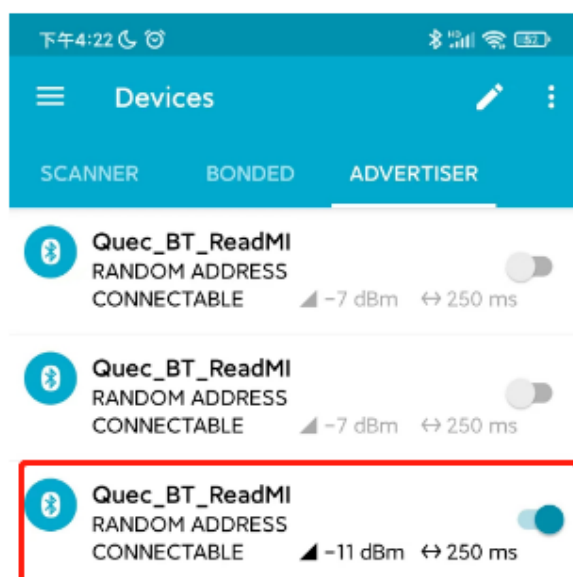 下午4:22
52
Devices
SCANNER BONDED ADVERTISER
Quec_BT_ReadMI
RANDOM ADDRESS
CONNECTABLE -7 dBm ↔ 250 ms
Quec_BT_ReadMI
RANDOM ADDRESS
CONNECTABLE -7 dBm ↔ 250 ms
Quec_BT_ReadMI
RANDOM ADDRESS
CONNECTABLE -11 dBm ↔ 250 ms